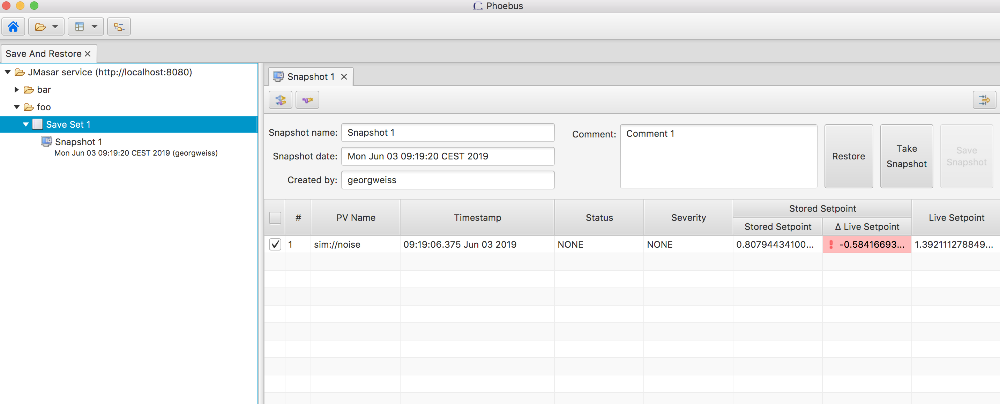 Phoebus
Save And Restore
JMasar service (http://localhost:8080)
bar
foo
Save Set 1
Snapshot 1
Mon Jun 03 09:19:20 CEST 2019 (georgweiss)
Snapshot 1
Snapshot name: Snapshot 1
Snapshot date: Mon Jun 03 09:19:20 CEST 2019
Created by: georgweiss
Comment: Comment 1
Restore
Take
Snapshot
Save
Snapshot
# PV Name Timestamp Status Severity Stored Setpoint Live Setpoint
Stored Setpoint Δ Live Setpoint
1 sim://noise 09:19:06.375 Jun 03 2019 NONE NONE 0.80794434100... -0.58416693... 1.392111278849...